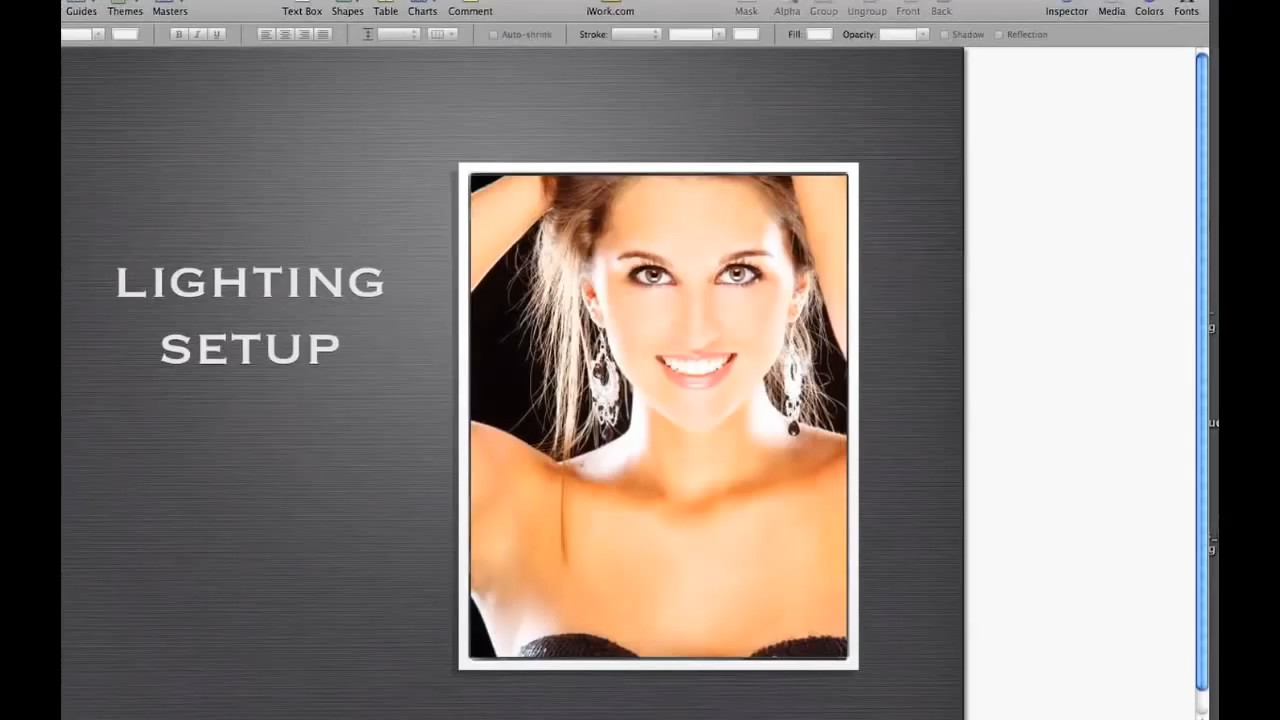 Guides Themes Masters Text Box Shapes Table Charts Comment iWork.com Mask Alpha Group Ungroup Front Back Inspector Media Colors Fonts
B I U Auto-shrink Stroke: Fill: Opacity: Shadow Reflection
LIGHTING
SETUP